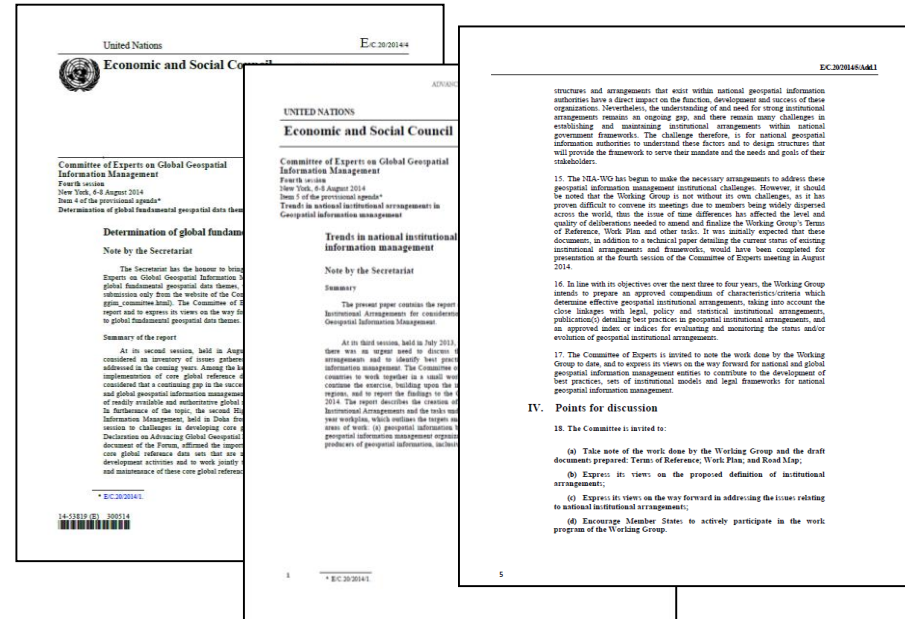 United Nations
E/C.20/2014/4
Economic and Social Council
Committee of Experts on Global Geospatial
Information Management
Fourth session
New York, 6-8 August 2014
Item 4 of the provisional agenda*
Determination of global fundamental geospatial data them
Determination of global fundame
Note by the Secretariat
The Secretariat has the honour to bring
Experts on Global Geospatial Information M
global fundamental geospatial data themes,
submission only from the website of the Com
ggim_committee.html). The Committee of E
report and to express its views on the way fo
to global fundamental geospatial data themes.
Summary of the report
At its second session, held in Augu
considered an inventory of issues gathere
addressed in the coming years. Among the ke
implementation of core global reference d
considered that a continuing gap in the succes
and global geospatial information managemen
of readily available and authoritative global
In furtherance of the topic, the second Hig
Information Management, held in Doha fro
session to challenges in developing core g
Declaration on Advancing Global Geospatial
document of the Forum, affirmed the import
core global reference data sets that are
development activities and to work jointly
and maintenance of these core global referenc
* E/C.20/2014/1.
14-53819 (E) 300514
ADVANC
UNITED NATIONS
Economic and Social Council
Committee of Experts on Global Geospatial
Information Management
Fourth session
New York, 6-8 August 2014
Item 5 of the provisional agenda*
Trends in national institutional arrangements in
Geospatial information management
Trends in national institutional
information management
Note by the Secretariat
Summary
The present paper contains the report
Institutional Arrangements for consideratio
Geospatial Information Management.
At its third session, held in July 2013,
there was an urgent need to discuss
arrangements and to identify best practi
information management. The Committee
countries to work together in a small wor
continue the exercise, building upon the
regions, and to report the findings to the
2014. The report describes the creation of
Institutional Arrangements and the tasks und
year workplan, which outlines the targets an
areas of work: (a) geospatial information
geospatial information management organiz
producers of geospatial information, inclusiv
1
* E/C.20/2014/1.
E/C.20/2014/5/Add.1
structures and arrangements that exist within national geospatial information
authorities have a direct impact on the function, development and success of these
organizations. Nevertheless, the understanding of and need for strong institutional
arrangements remains an ongoing gap, and there remain many challenges in
establishing and maintaining institutional arrangements within national
government frameworks. The challenge therefore, is for national geospatial
information authorities to understand these factors and to design structures that
will provide the framework to serve their mandate and the needs and goals of their
stakeholders.
15. The NIA-WG has begun to make the necessary arrangements to address these
geospatial information management institutional challenges. However, it should
be noted that the Working Group is not without its own challenges, as it has
proven difficult to convene its meetings due to members being widely dispersed
across the world, thus the issue of time differences has affected the level and
quality of deliberations needed to amend and finalize the Working Group's Terms
of Reference, Work Plan and other tasks. It was initially expected that these
documents, in addition to a technical paper detailing the current status of existing
institutional arrangements and frameworks, would have been completed for
presentation at the fourth session of the Committee of Experts meeting in August
2014.
16. In line with its objectives over the next three to four years, the Working Group
intends to prepare an approved compendium of characteristics/criteria which
determine effective geospatial institutional arrangements, taking into account the
close linkages with legal, policy and statistical institutional arrangements,
publication(s) detailing best practices in geospatial institutional arrangements, and
an approved index or indices for evaluating and monitoring the status and/or
evolution of geospatial institutional arrangements.
17. The Committee of Experts is invited to note the work done by the Working
Group to date, and to express its views on the way forward for national and global
geospatial information management entities to contribute to the development of
best practices, sets of institutional models and legal frameworks for national
geospatial information management.
IV. Points for discussion
18. The Committee is invited to:
(a) Take note of the work done by the Working Group and the draft
documents prepared: Terms of Reference; Work Plan; and Road Map;
(b) Express its views on the proposed definition of institutional
arrangements;
(c) Express its views on the way forward in addressing the issues relating
to national institutional arrangements;
(d) Encourage Member States to actively participate in the work
program of the Working Group.
5